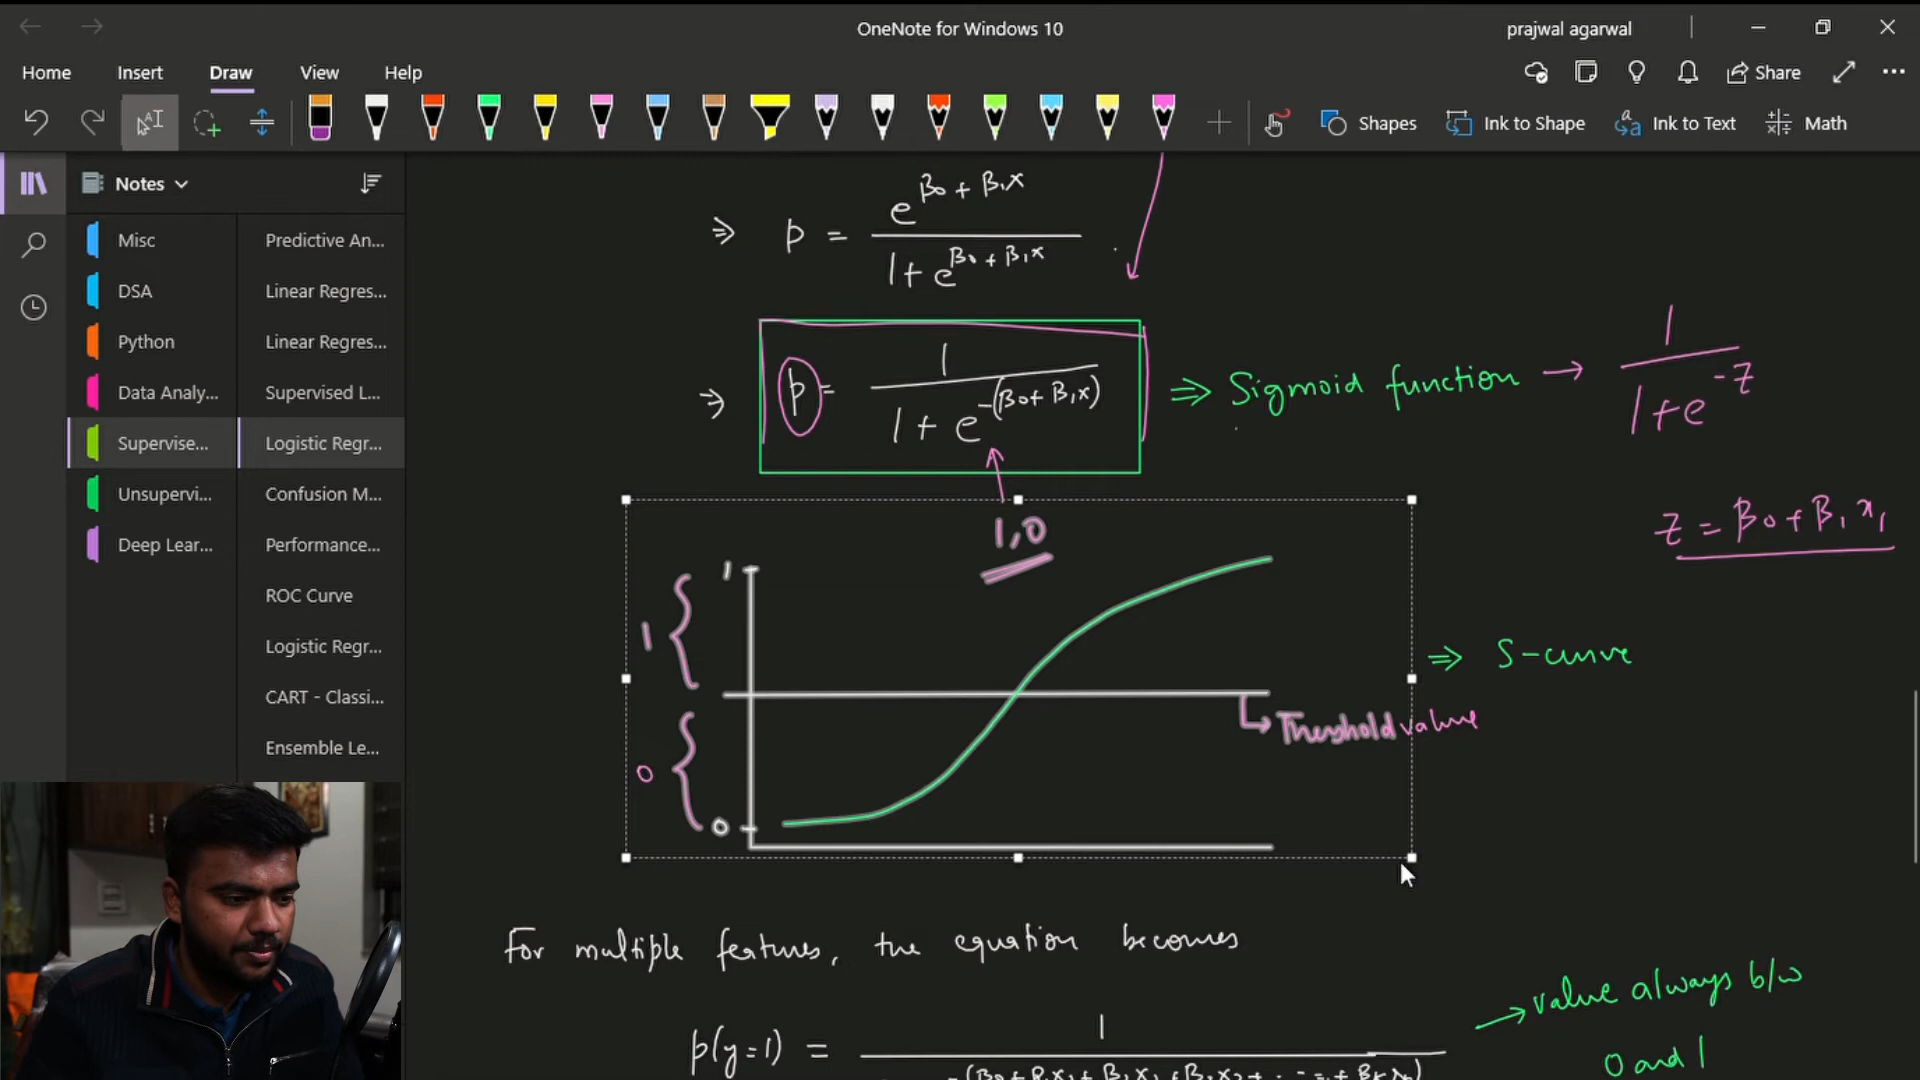 OneNote for Windows 10
prajwal agarwal
Home Insert Draw View Help
Share
Shapes Ink to Shape Ink to Text Math
Notes
Misc
DSA
Python
Data Analy...
Supervise...
Unsupervi...
Deep Lear...
Predictive An...
Linear Regres...
Linear Regres...
Supervised L...
Logistic Regr...
Confusion M...
Performance...
ROC Curve
Logistic Regr...
CART - Classi...
Ensemble Le...
⇒ p = e^(β0 + β1x) / (1 + e^(β0 + β1x))
⇒ p = 1 / (1 + e^-(β0 + β1x)) ⇒ Sigmoid function → 1 / (1 + e^-z)
z = β0 + β1x1
1,0
1
1
0
0
Threshold value
⇒ S-curve
For multiple features, the equation becomes
→ value always b/w
0 and 1
p(y=1) = 1